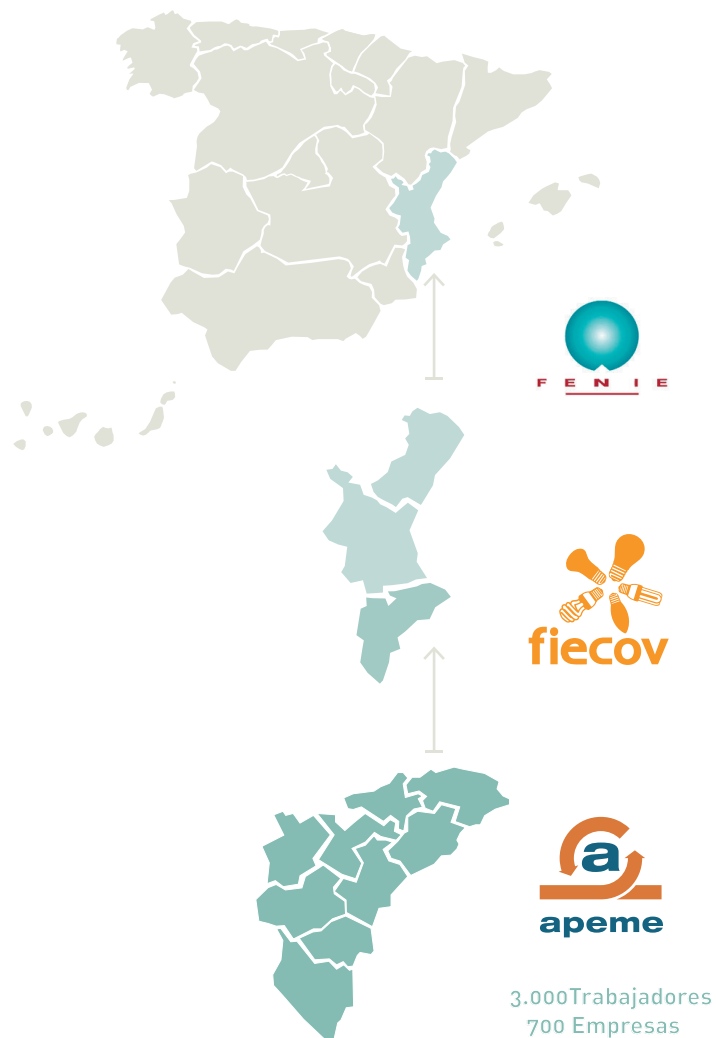 FENIE
fiecov
a
apeme
3.000Trabajadores
700 Empresas